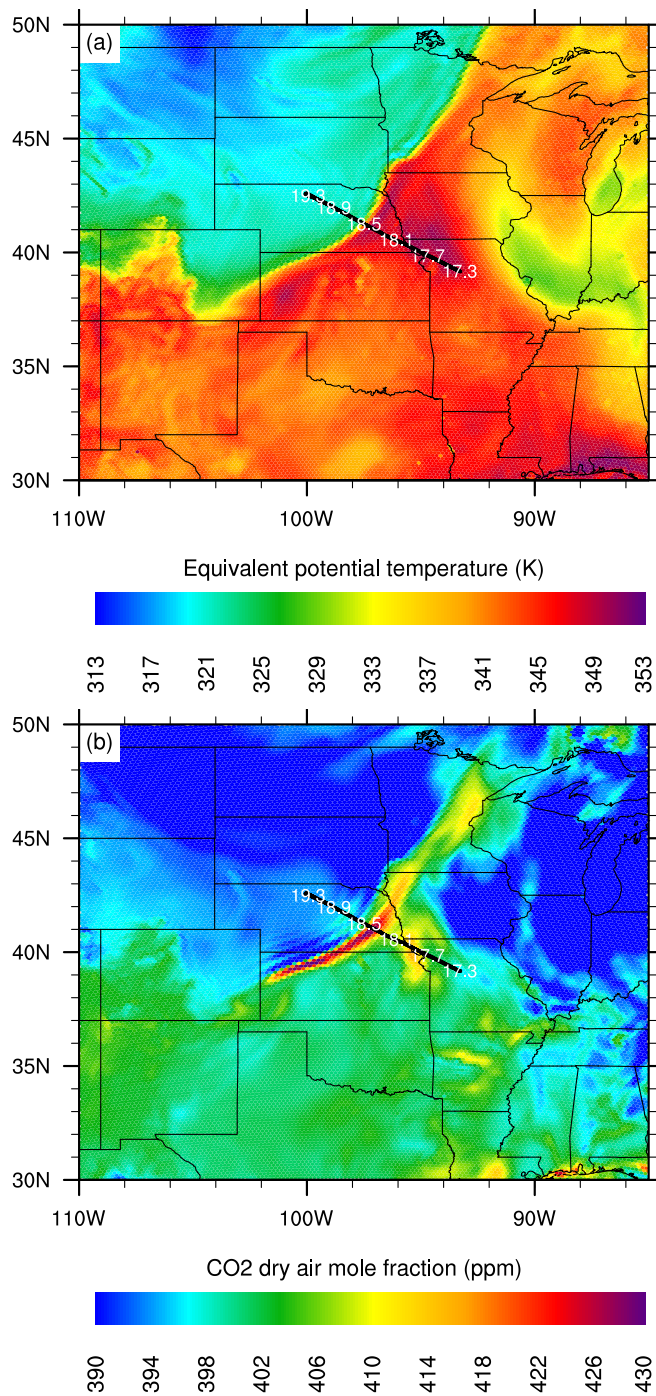 50N
(a)
45N
19.3
18.9
18.5
40N
18.1
17.7
17.3
35N
30N
110W 100W 90W
Equivalent potential temperature (K)
313 317 321 325 329 333 337 341 345 349 353
50N
(b)
45N
19.3
18.9
18.5
40N
18.1
17.7
17.3
35N
30N
110W 100W 90W
CO2 dry air mole fraction (ppm)
390 394 398 402 406 410 414 418 422 426 430